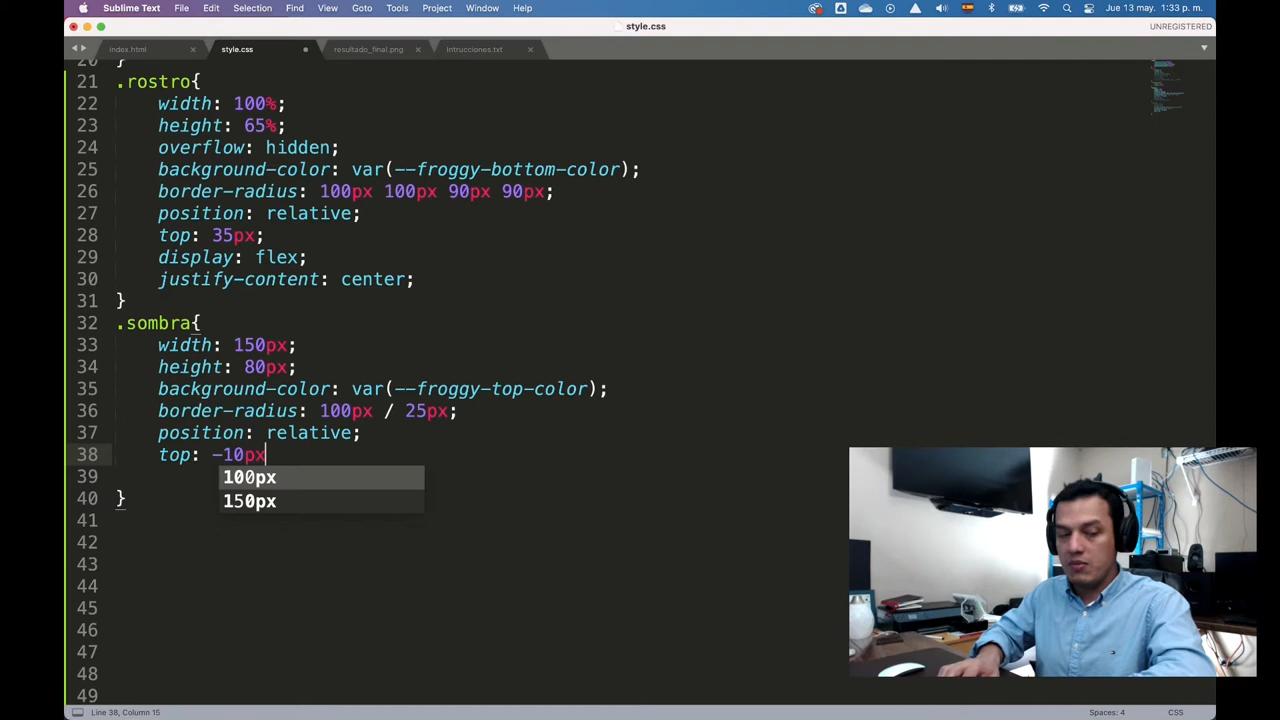 Sublime Text File Edit Selection Find View Goto Tools Project Window Help Jue 13 may. 1:33 p. m.
style.css UNREGISTERED
index.html style.css resultado_final.png intrucciones.txt
20 }
21 .rostro{
22 width: 100%;
23 height: 65%;
24 overflow: hidden;
25 background-color: var(--froggy-bottom-color);
26 border-radius: 100px 100px 90px 90px;
27 position: relative;
28 top: 35px;
29 display: flex;
30 justify-content: center;
31 }
32 .sombra{
33 width: 150px;
34 height: 80px;
35 background-color: var(--froggy-top-color);
36 border-radius: 100px / 25px;
37 position: relative;
38 top: -10px
100px
39
150px
40 }
41
42
43
44
45
46
47
48
49
Line 38, Column 15 Spaces: 4 CSS